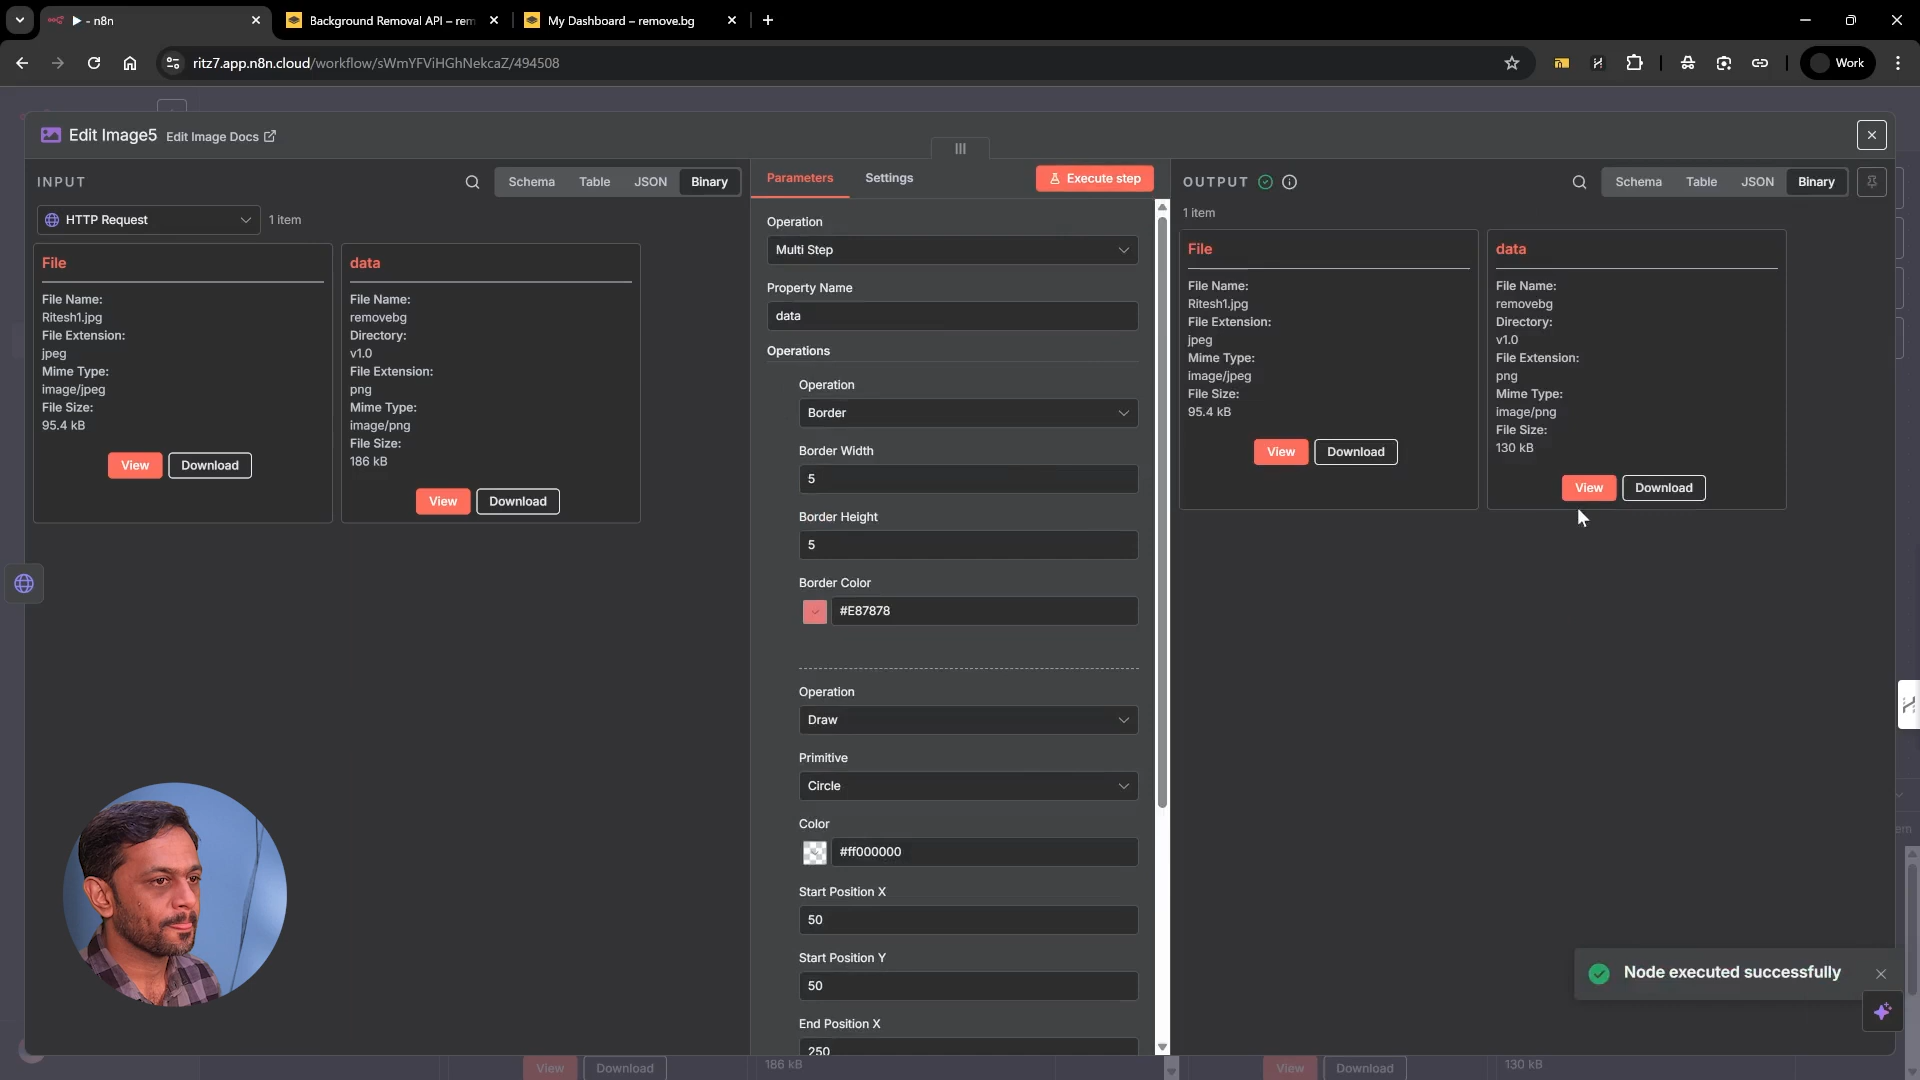 ▶ - n8n
Background Removal API – rem
My Dashboard – remove.bg
ritz7.app.n8n.cloud/workflow/sWmYFViHGhNekcaZ/494508
Work
Edit Image5
Edit Image Docs
INPUT
Schema
Table
JSON
Binary
HTTP Request
1 item
File
File Name:
Ritesh1.jpg
File Extension:
jpeg
Mime Type:
image/jpeg
File Size:
95.4 kB
View
Download
data
File Name:
removebg
Directory:
v1.0
File Extension:
png
Mime Type:
image/png
File Size:
186 kB
View
Download
Parameters
Settings
Execute step
Operation
Multi Step
Property Name
data
Operations
Operation
Border
Border Width
5
Border Height
5
Border Color
#E87878
Operation
Draw
Primitive
Circle
Color
#ff000000
Start Position X
50
Start Position Y
50
End Position X
250
OUTPUT
Schema
Table
JSON
Binary
1 item
File
File Name:
Ritesh1.jpg
File Extension:
jpeg
Mime Type:
image/jpeg
File Size:
95.4 kB
View
Download
data
File Name:
removebg
Directory:
v1.0
File Extension:
png
Mime Type:
image/png
File Size:
130 kB
View
Download
Node executed successfully
View
Download
186 kB
View
Download
130 kB